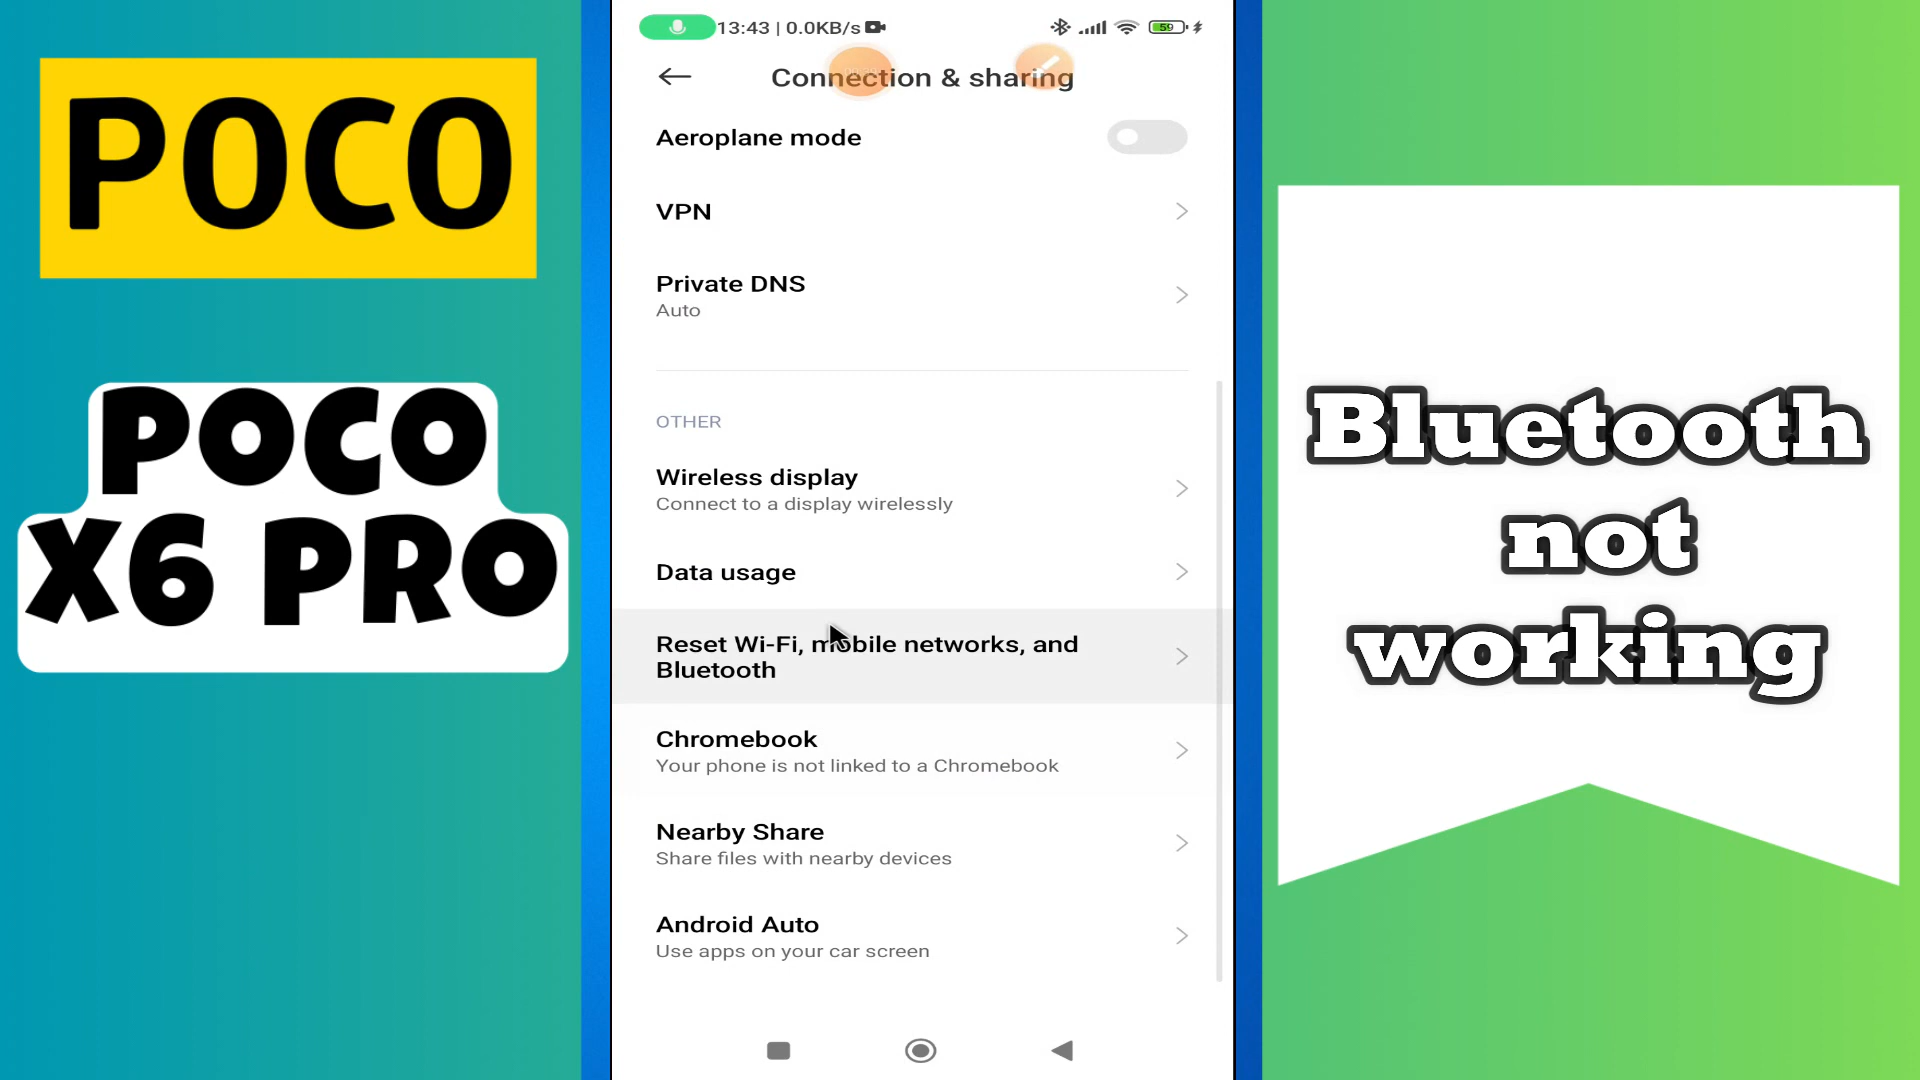 POCO
POCO
X6 PRO
13:43 | 0.0KB/s
59
Connection & sharing
Aeroplane mode
VPN
Private DNS
Auto
OTHER
Wireless display
Connect to a display wirelessly
Data usage
Reset Wi-Fi, mobile networks, and
Bluetooth
Chromebook
Your phone is not linked to a Chromebook
Nearby Share
Share files with nearby devices
Android Auto
Use apps on your car screen
Bluetooth
not
working